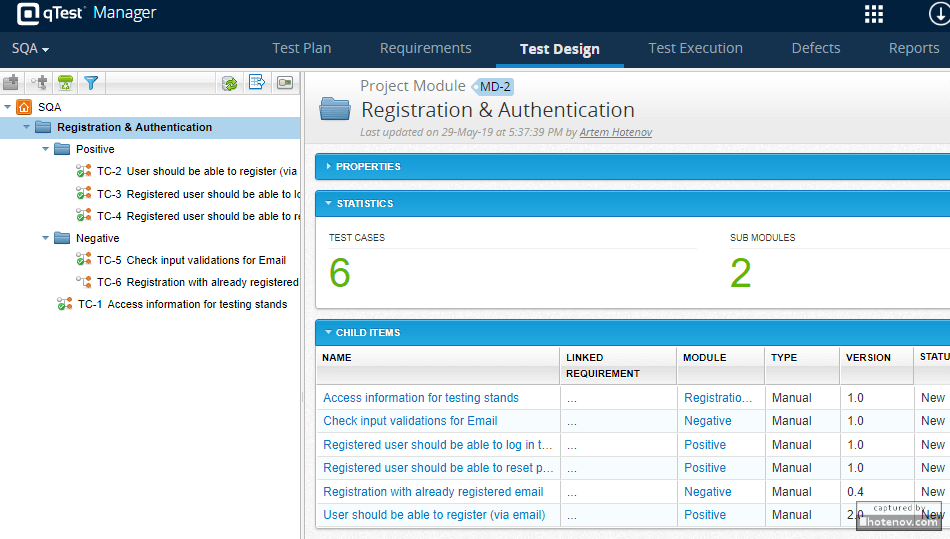 qTest Manager
SQA Test Plan Requirements Test Design Test Execution Defects Reports
SQA
Registration & Authentication
Positive
TC-2 User should be able to register (via
TC-3 Registered user should be able to lo
TC-4 Registered user should be able to re
Negative
TC-5 Check input validations for Email
TC-6 Registration with already registered
TC-1 Access information for testing stands
Project Module MD-2
Registration & Authentication
Last updated on 29-May-19 at 5:37:39 PM by Artem Hotenov
PROPERTIES
STATISTICS
TEST CASES SUB MODULES
6 2
CHILD ITEMS
NAME LINKED REQUIREMENT MODULE TYPE VERSION STATU
Access information for testing stands ... Registratio... Manual 1.0 New
Check input validations for Email ... Negative Manual 1.0 New
Registered user should be able to log in t... ... Positive Manual 1.0 New
Registered user should be able to reset p... ... Positive Manual 1.0 New
Registration with already registered email ... Negative Manual 0.4 New
User should be able to register (via email) ... Positive Manual 2.0 New
captured by
hotenov.com